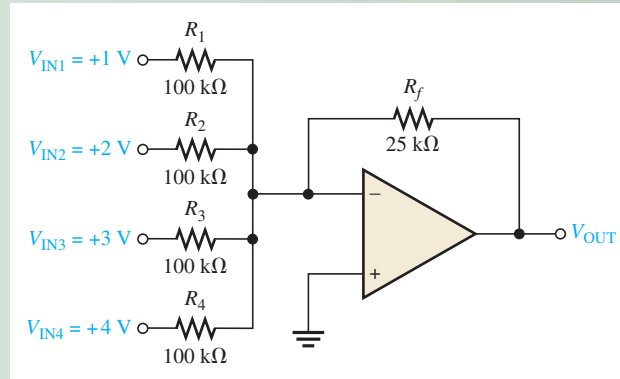 R1
VIN1 = +1 V
100 kΩ
R2
VIN2 = +2 V
100 kΩ
R3
VIN3 = +3 V
100 kΩ
R4
VIN4 = +4 V
100 kΩ
Rf
25 kΩ
−
+
VOUT